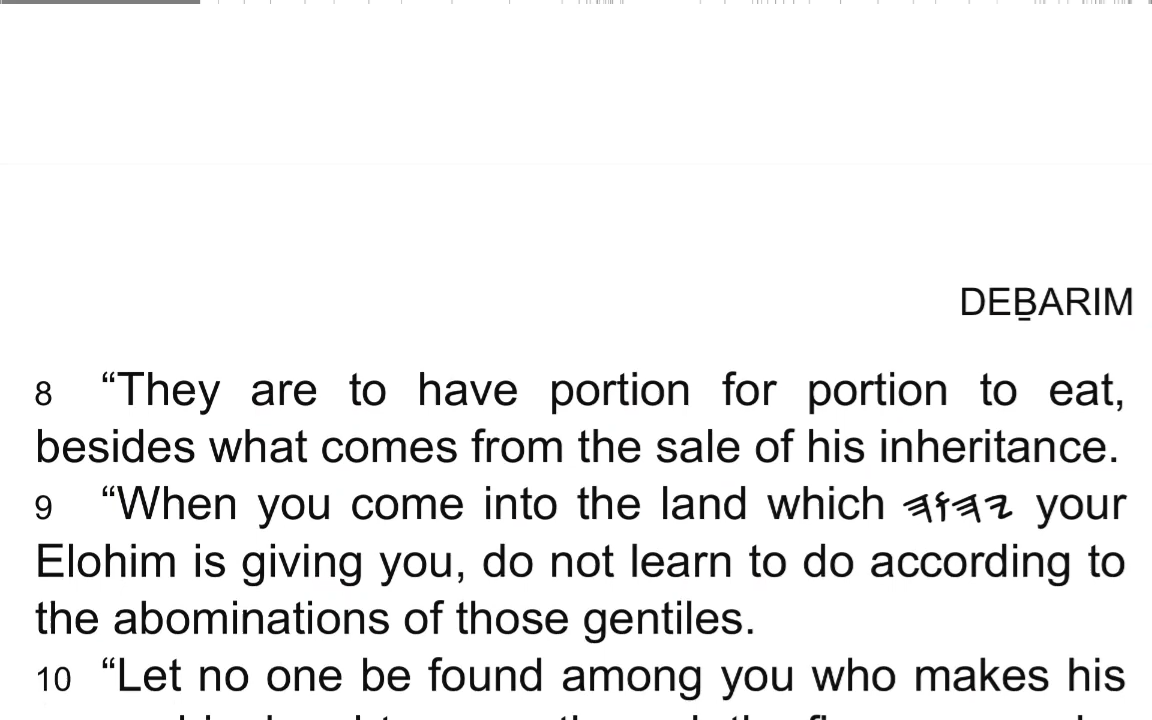 DEḆARIM
8 “They are to have portion for portion to eat,
besides what comes from the sale of his inheritance.
9 “When you come into the land which 𐤉𐤄𐤅𐤄 your
Elohim is giving you, do not learn to do according to
the abominations of those gentiles.
10 “Let no one be found among you who makes his